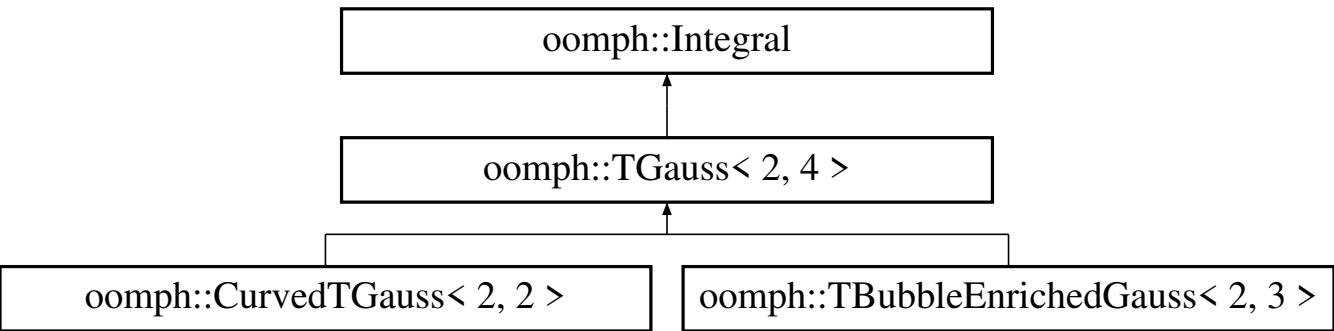 oomph::Integral
oomph::TGauss< 2, 4 >
oomph::CurvedTGauss< 2, 2 >
oomph::TBubbleEnrichedGauss< 2, 3 >